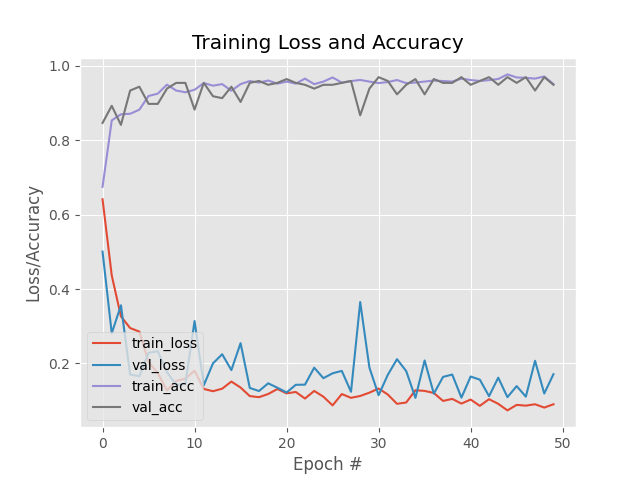 Training Loss and Accuracy
1.0
0.8
0.6
0.4
0.2
Loss/Accuracy
train_loss
val_loss
train_acc
val_acc
0 10 20 30 40 50
Epoch #